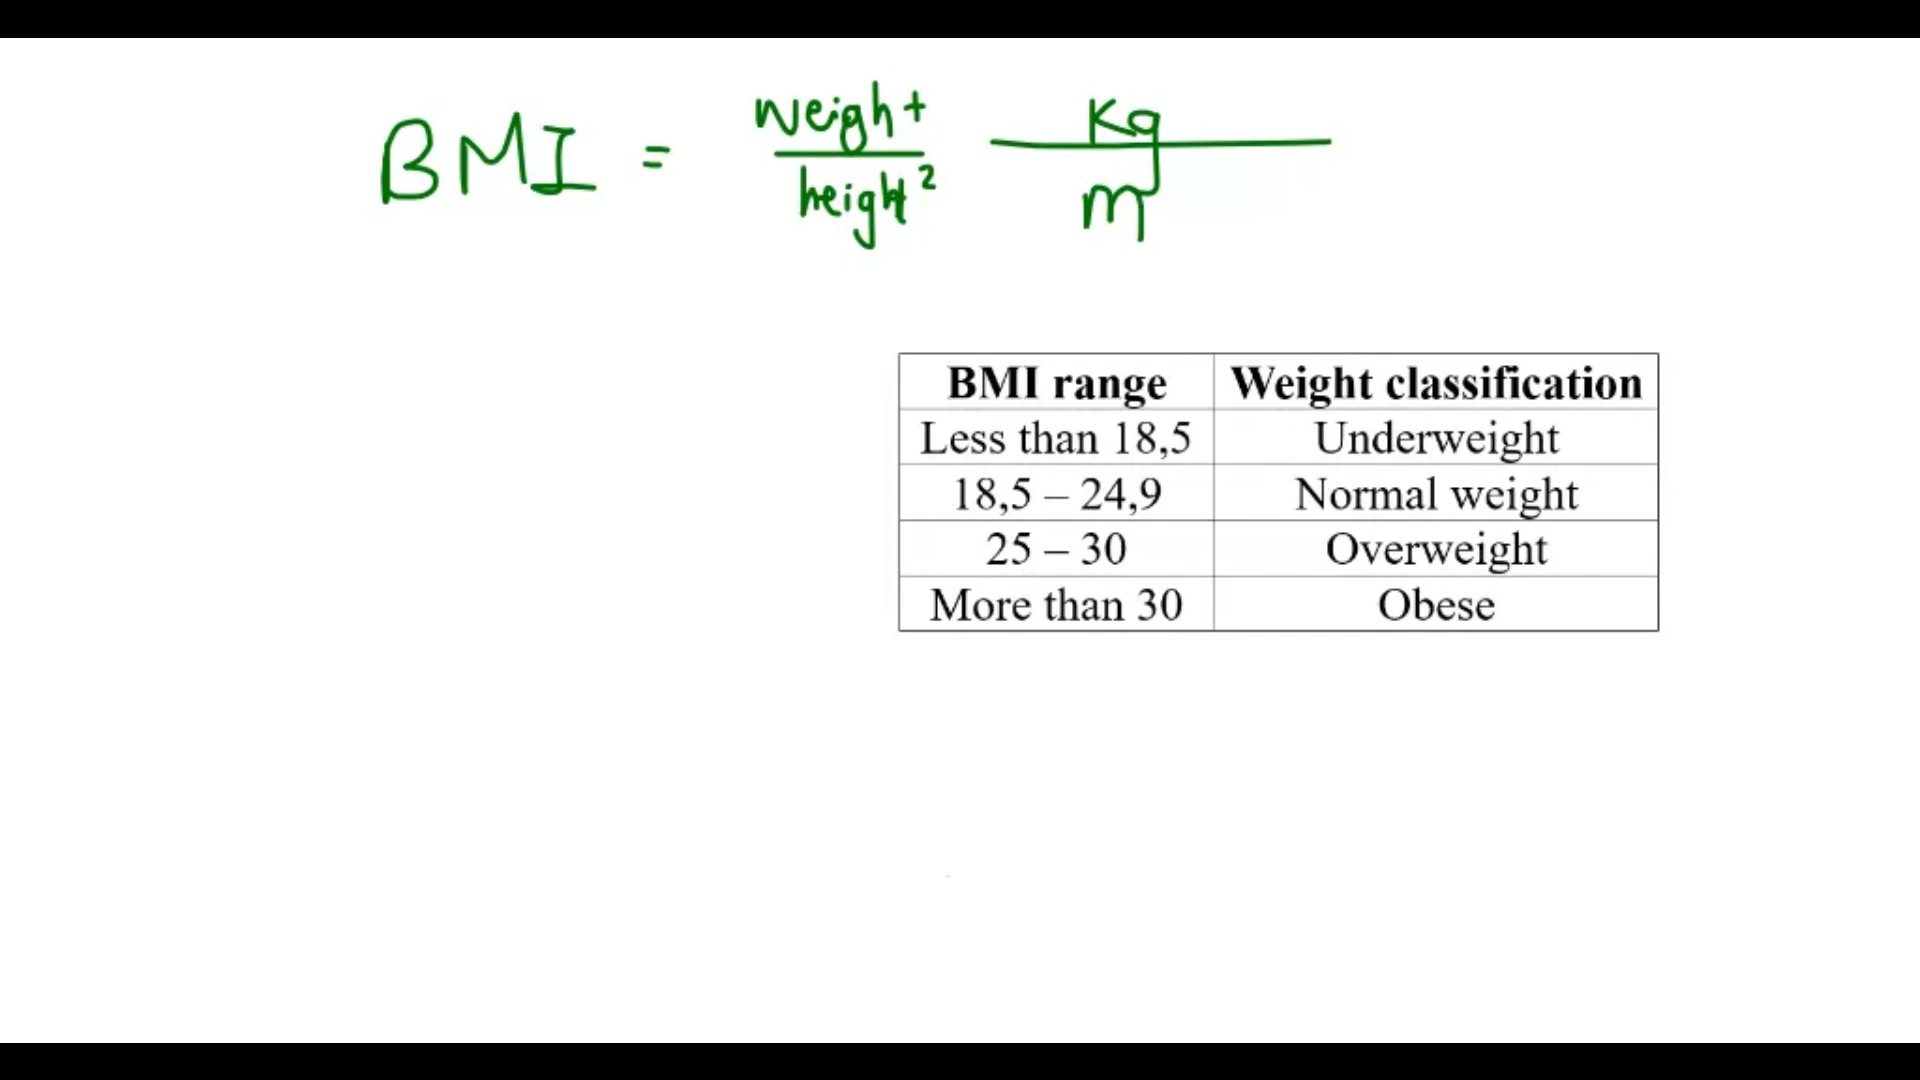 BMI = weight kg
height² m
BMI range Weight classification
Less than 18,5 Underweight
18,5 – 24,9 Normal weight
25 – 30 Overweight
More than 30 Obese